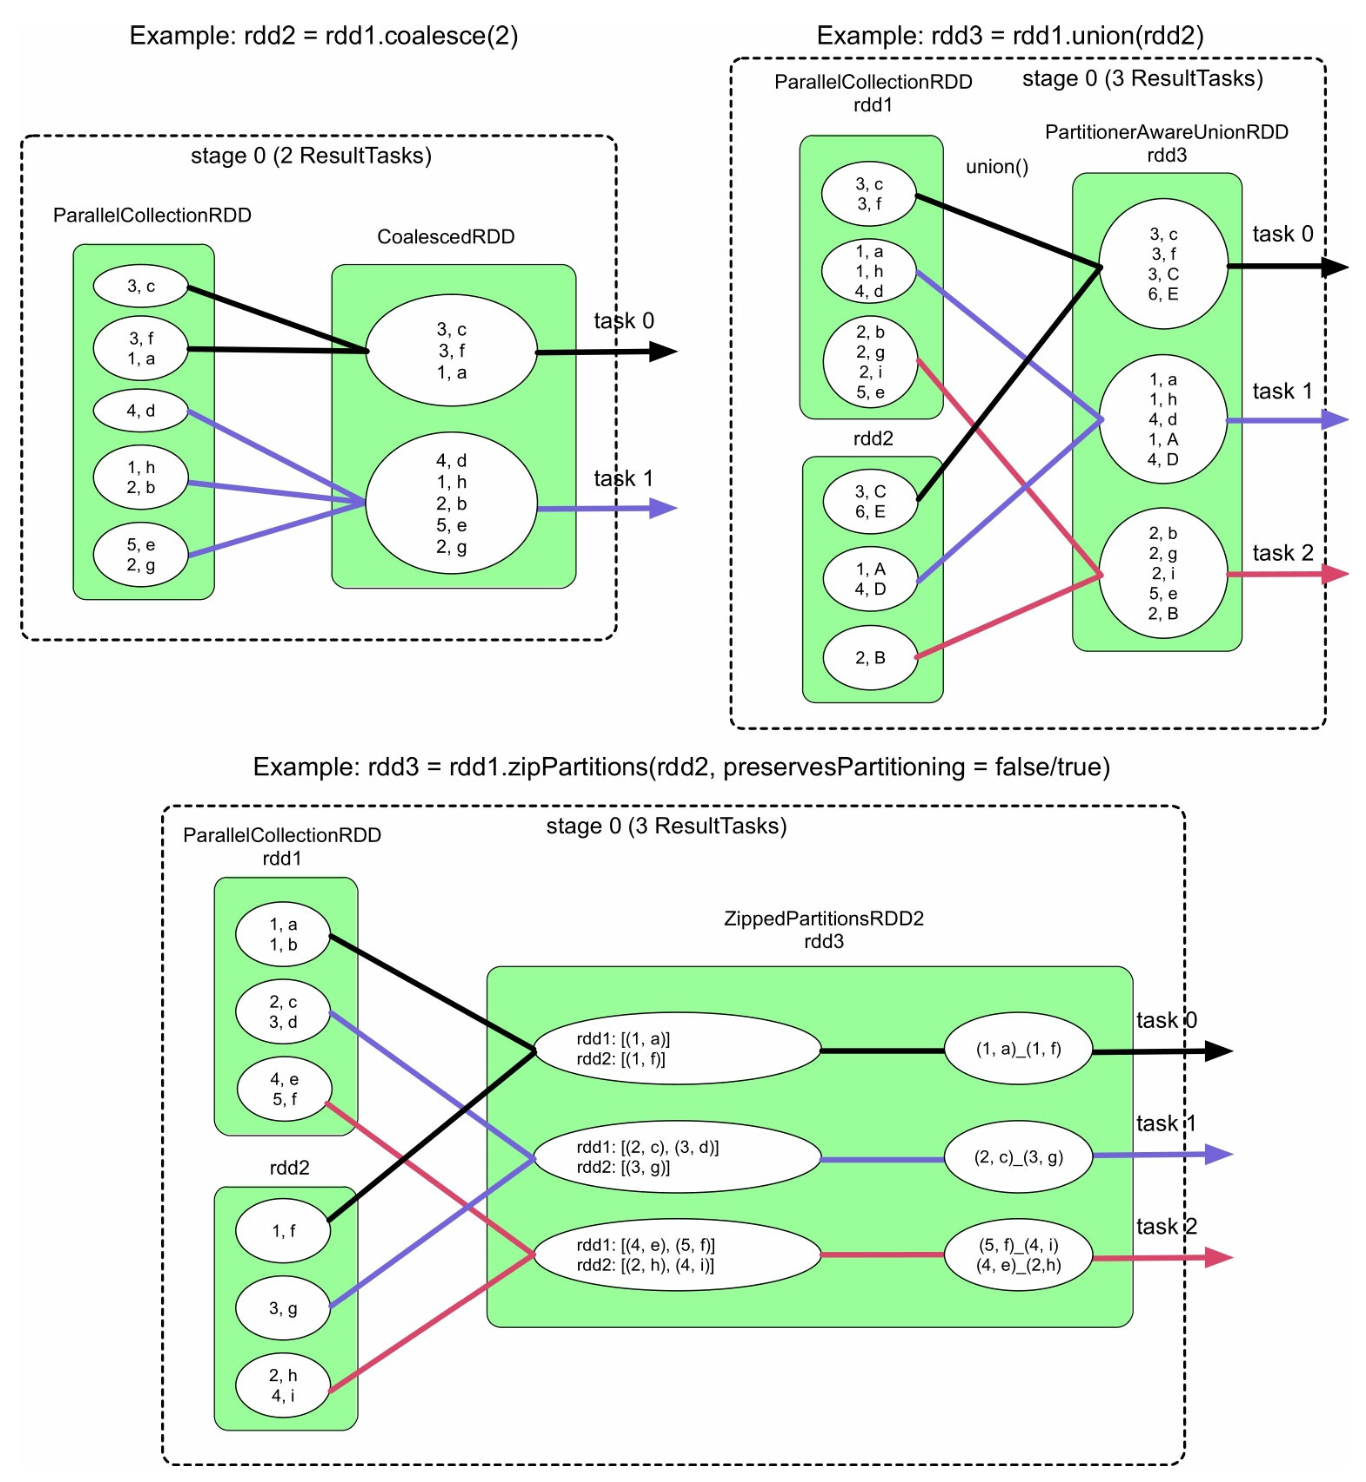 Example: rdd2 = rdd1.coalesce(2)
stage 0 (2 ResultTasks)
ParallelCollectionRDD
3, c
3, f
1, a
4, d
1, h
2, b
5, e
2, g
CoalescedRDD
3, c
3, f
1, a
4, d
1, h
2, b
5, e
2, g
task 0
task 1
Example: rdd3 = rdd1.union(rdd2)
stage 0 (3 ResultTasks)
ParallelCollectionRDD
rdd1
3, c
3, f
1, a
1, h
4, d
2, b
2, g
2, i
5, e
rdd2
3, C
6, E
1, A
4, D
2, B
union()
PartitionerAwareUnionRDD
rdd3
3, c
3, f
3, C
6, E
1, a
1, h
4, d
1, A
4, D
2, b
2, g
2, i
5, e
2, B
task 0
task 1
task 2
Example: rdd3 = rdd1.zipPartitions(rdd2, preservesPartitioning = false/true)
stage 0 (3 ResultTasks)
ParallelCollectionRDD
rdd1
1, a
1, b
2, c
3, d
4, e
5, f
rdd2
1, f
3, g
2, h
4, i
ZippedPartitionsRDD2
rdd3
rdd1: [(1, a)]
rdd2: [(1, f)]
(1, a)_(1, f)
rdd1: [(2, c), (3, d)]
rdd2: [(3, g)]
(2, c)_(3, g)
rdd1: [(4, e), (5, f)]
rdd2: [(2, h), (4, i)]
(5, f)_(4, i)
(4, e)_(2,h)
task 0
task 1
task 2